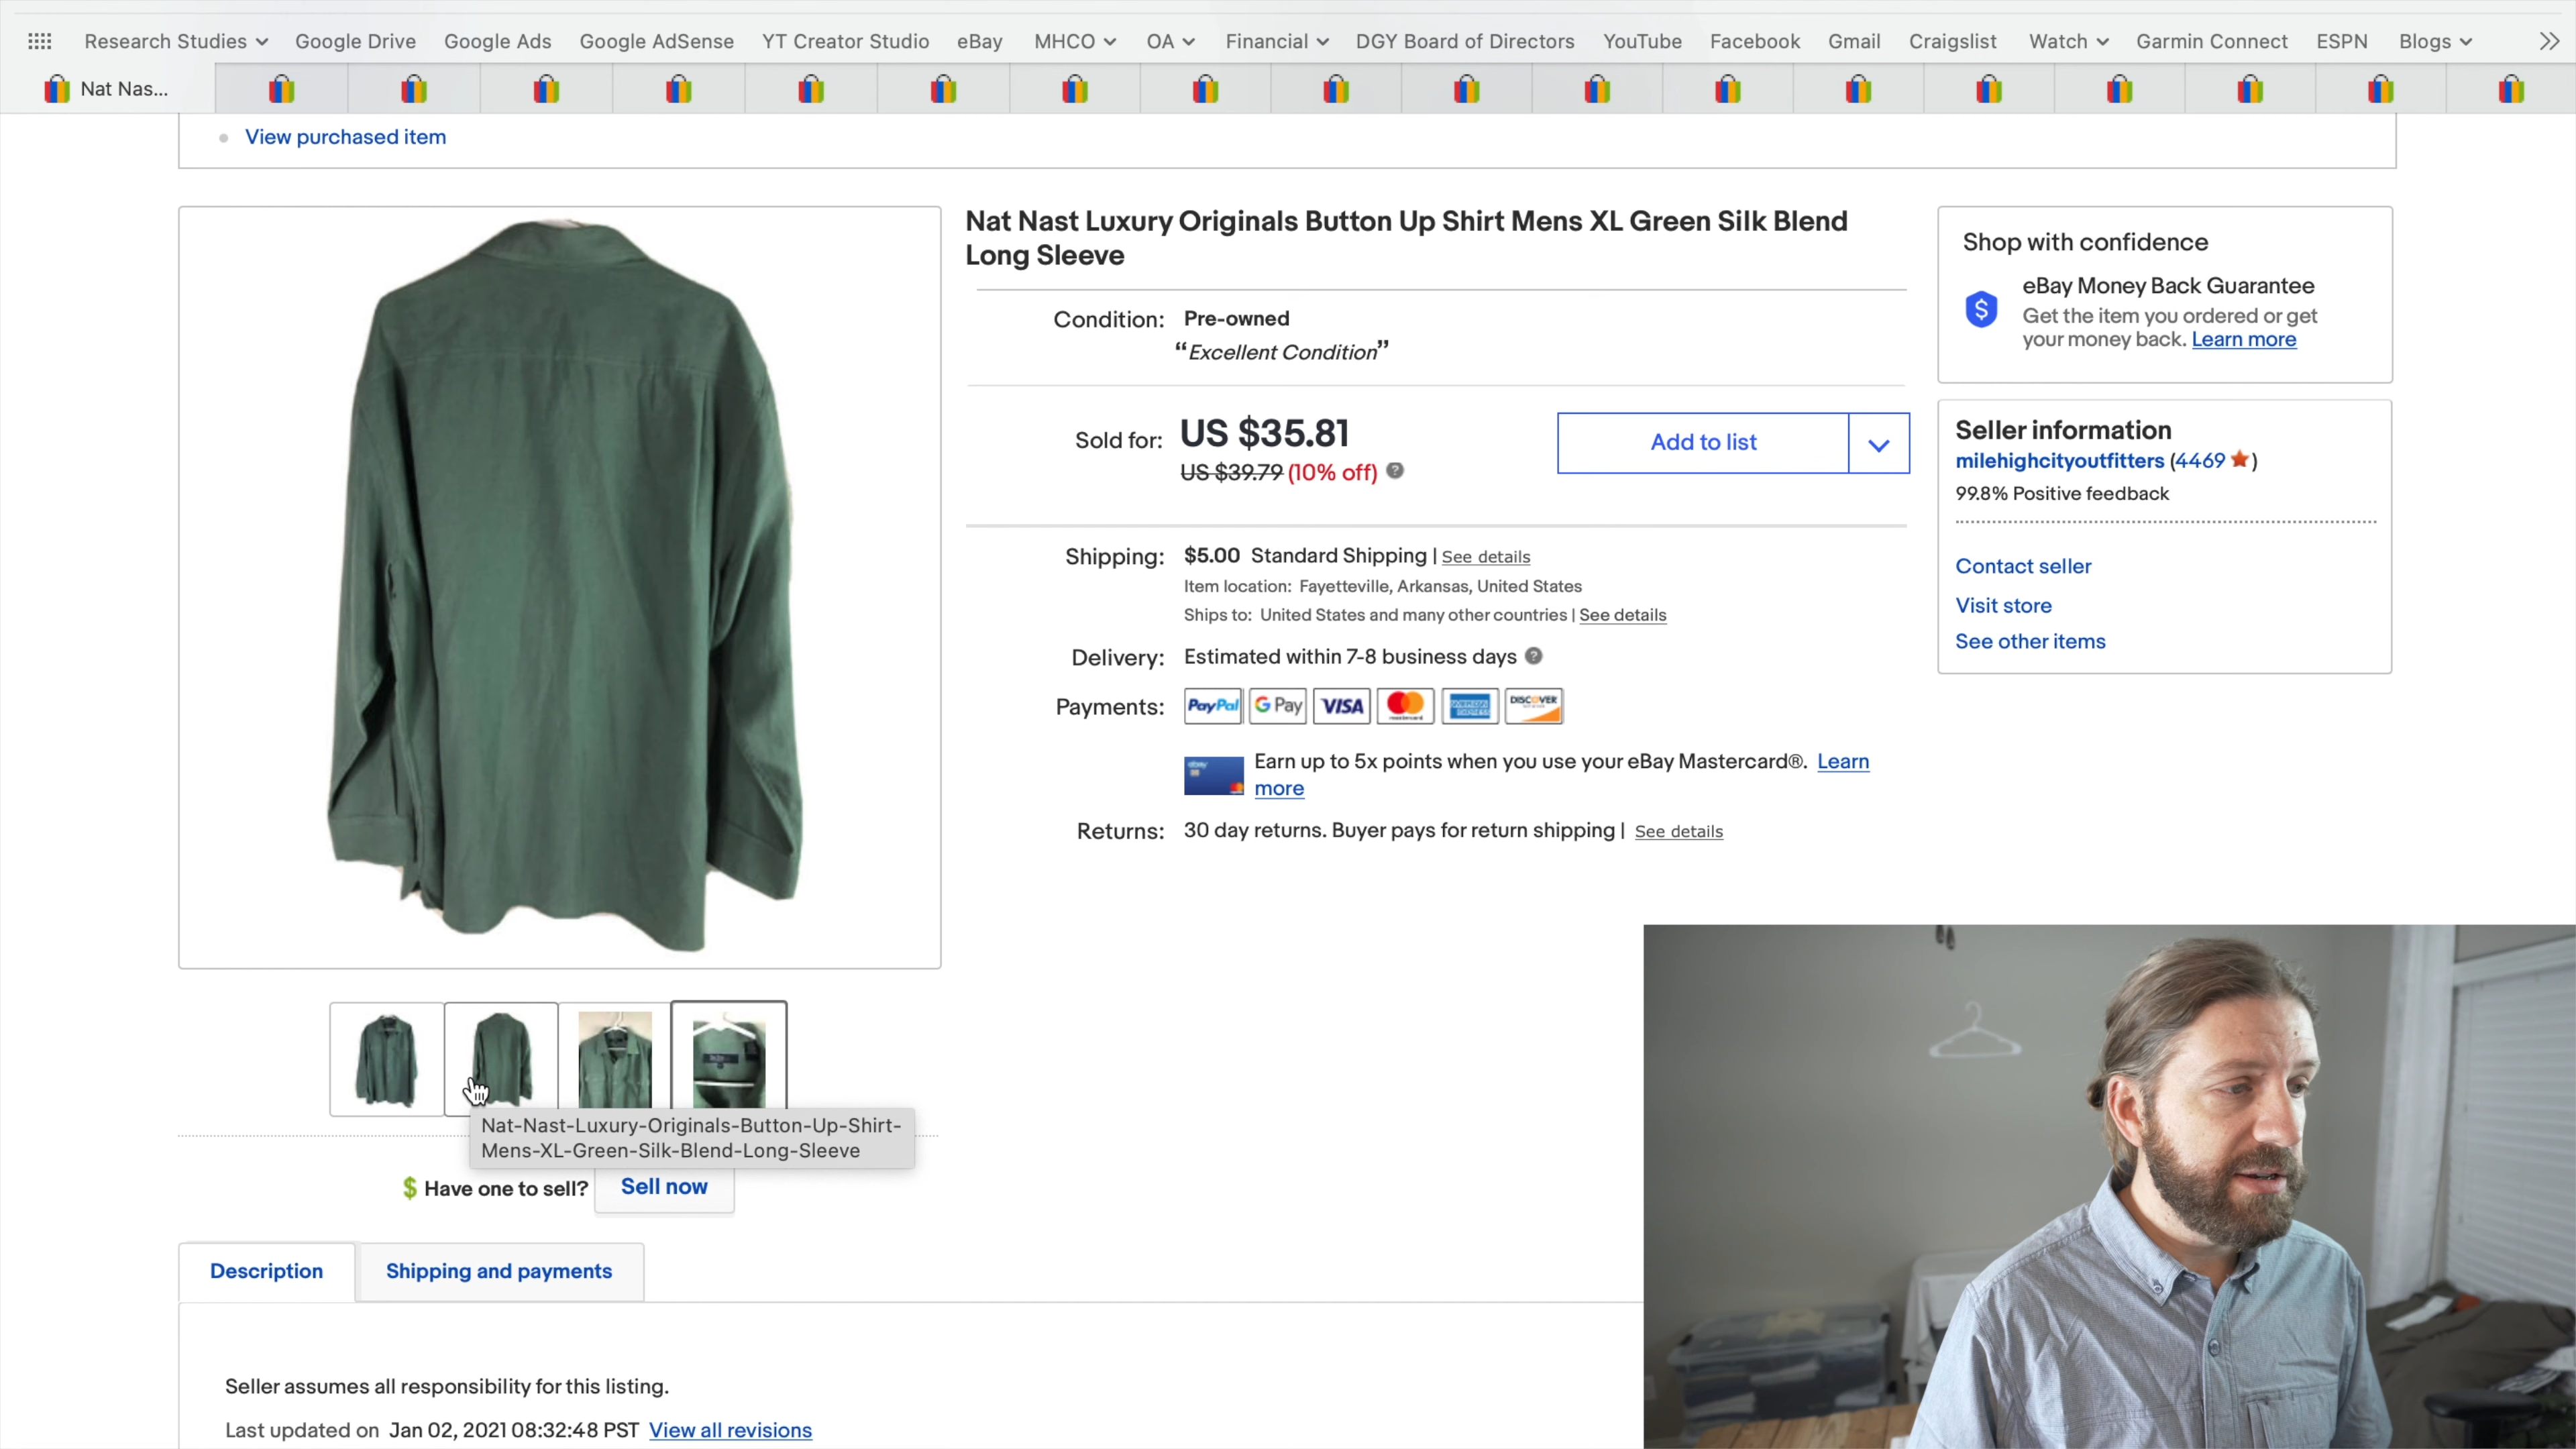 Research Studies Google Drive Google Ads Google AdSense YT Creator Studio eBay MHCO OA Financial DGY Board of Directors YouTube Facebook Gmail Craigslist Watch Garmin Connect ESPN Blogs
Nat Nas...
View purchased item
Nat Nast Luxury Originals Button Up Shirt Mens XL Green Silk Blend
Long Sleeve
Condition: Pre-owned
“Excellent Condition”
Sold for: US $35.81
US $39.79 (10% off)
Add to list
Shipping: $5.00 Standard Shipping | See details
Item location: Fayetteville, Arkansas, United States
Ships to: United States and many other countries | See details
Delivery: Estimated within 7-8 business days
Payments: PayPal G Pay VISA mastercard AMERICAN EXPRESS DISCOVER
Earn up to 5x points when you use your eBay Mastercard®. Learn
more
Returns: 30 day returns. Buyer pays for return shipping | See details
Shop with confidence
eBay Money Back Guarantee
Get the item you ordered or get
your money back. Learn more
Seller information
milehighcityoutfitters (4469)
99.8% Positive feedback
Contact seller
Visit store
See other items
Nat-Nast-Luxury-Originals-Button-Up-Shirt-
Mens-XL-Green-Silk-Blend-Long-Sleeve
$ Have one to sell? Sell now
Description Shipping and payments
Seller assumes all responsibility for this listing.
Last updated on Jan 02, 2021 08:32:48 PST View all revisions